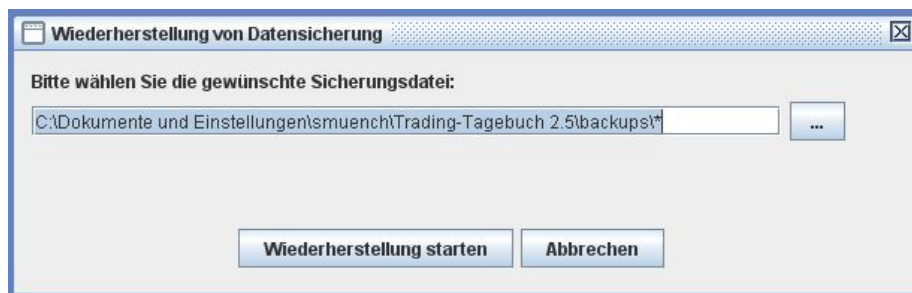 Wiederherstellung von Datensicherung
Bitte wählen Sie die gewünschte Sicherungsdatei:
C:\Dokumente und Einstellungen\smuench\Trading-Tagebuch 2.5\backups\*
...
Wiederherstellung starten
Abbrechen